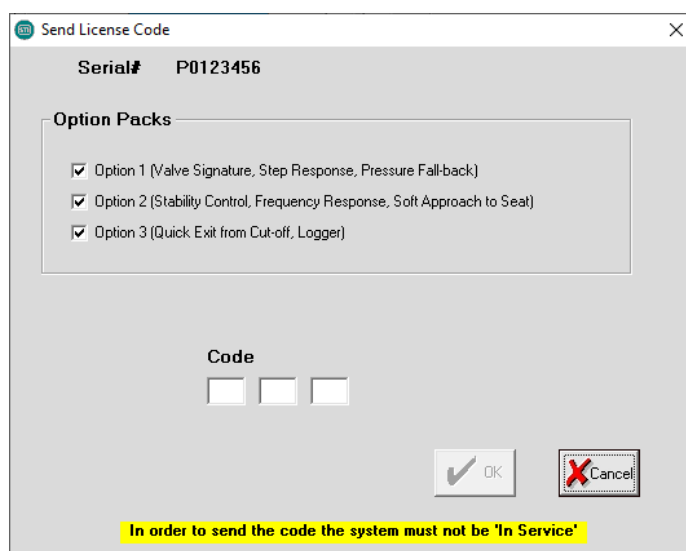 STI Send License Code
Serial# P0123456
Option Packs
Option 1 (Valve Signature, Step Response, Pressure Fall-back)
Option 2 (Stability Control, Frequency Response, Soft Approach to Seat)
Option 3 (Quick Exit from Cut-off, Logger)
Code
OK Cancel
In order to send the code the system must not be 'In Service'